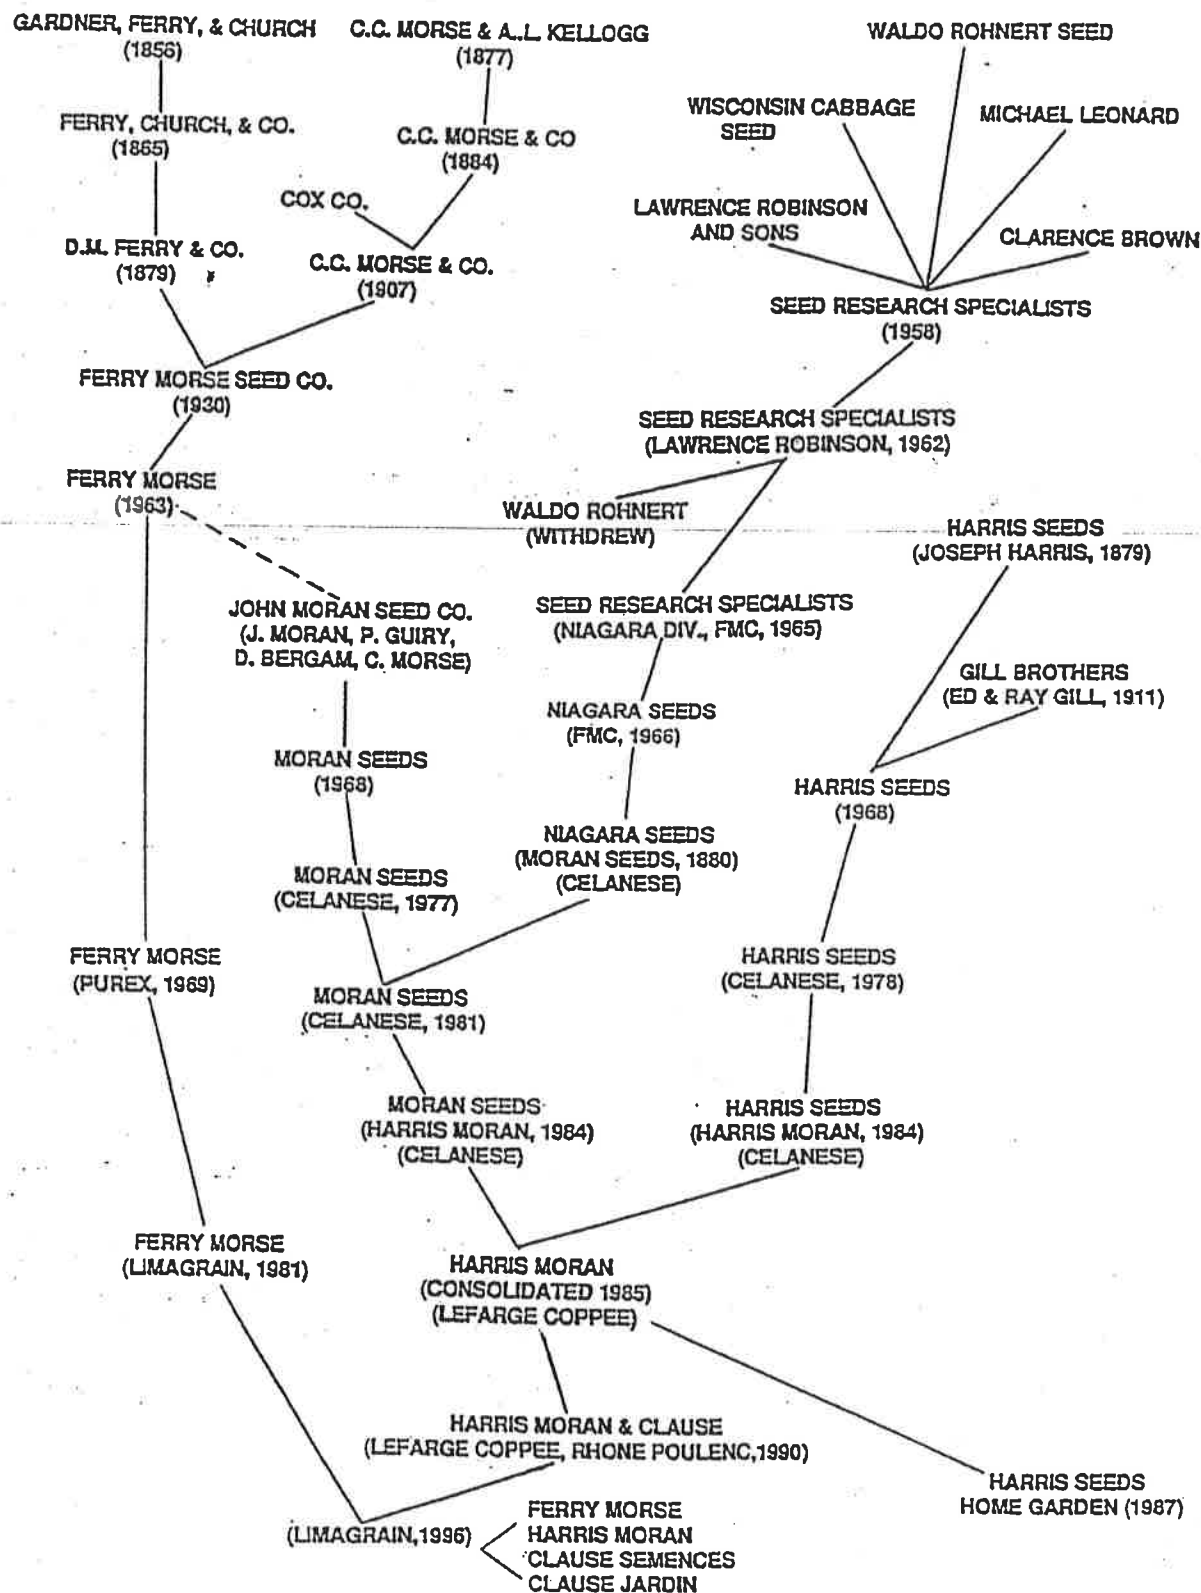 GARDNER, FERRY, & CHURCH
(1856)
C.C. MORSE & A.L. KELLOGG
(1877)
WALDO ROHNERT SEED
WISCONSIN CABBAGE
SEED
MICHAEL LEONARD
FERRY, CHURCH, & CO.
(1865)
C.C. MORSE & CO
(1884)
COX CO.
LAWRENCE ROBINSON
AND SONS
CLARENCE BROWN
D.M. FERRY & CO.
(1879)
C.C. MORSE & CO.
(1907)
SEED RESEARCH SPECIALISTS
(1958)
FERRY MORSE SEED CO.
(1930)
SEED RESEARCH SPECIALISTS
(LAWRENCE ROBINSON, 1962)
FERRY MORSE
(1963)
WALDO ROHNERT
(WITHDREW)
HARRIS SEEDS
(JOSEPH HARRIS, 1879)
JOHN MORAN SEED CO.
(J. MORAN, P. GUIRY,
D. BERGAM, C. MORSE)
SEED RESEARCH SPECIALISTS
(NIAGARA DIV., FMC, 1965)
GILL BROTHERS
(ED & RAY GILL, 1911)
NIAGARA SEEDS
(FMC, 1966)
MORAN SEEDS
(1968)
HARRIS SEEDS
(1968)
NIAGARA SEEDS
(MORAN SEEDS, 1880)
(CELANESE)
MORAN SEEDS
(CELANESE, 1977)
FERRY MORSE
(PUREX, 1969)
HARRIS SEEDS
(CELANESE, 1978)
MORAN SEEDS
(CELANESE, 1981)
MORAN SEEDS
(HARRIS MORAN, 1984)
(CELANESE)
HARRIS SEEDS
(HARRIS MORAN, 1984)
(CELANESE)
FERRY MORSE
(LIMAGRAIN, 1981)
HARRIS MORAN
(CONSOLIDATED 1985)
(LEFARGE COPPEE)
HARRIS MORAN & CLAUSE
(LEFARGE COPPEE, RHONE POULENC,1990)
HARRIS SEEDS
HOME GARDEN (1987)
(LIMAGRAIN,1996)
FERRY MORSE
HARRIS MORAN
CLAUSE SEMENCES
CLAUSE JARDIN